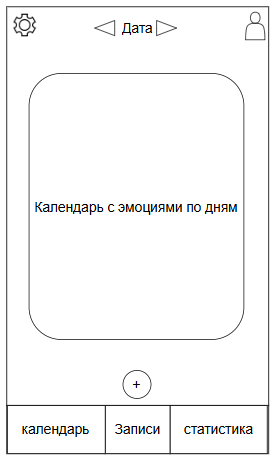 Дата
Календарь с эмоциями по дням
+
календарь
Записи
статистика